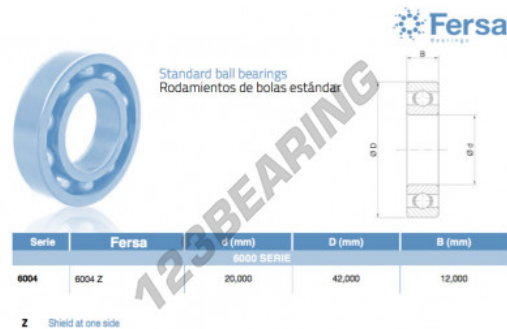 Fersa
Bearings
Standard ball bearings
Rodamientos de bolas estándar
B
Ø D
Ø d
123BEARING
Serie Fersa d (mm) D (mm) B (mm)
6000 SERIE
6004 6004 Z 20,000 42,000 12,000
Z Shield at one side